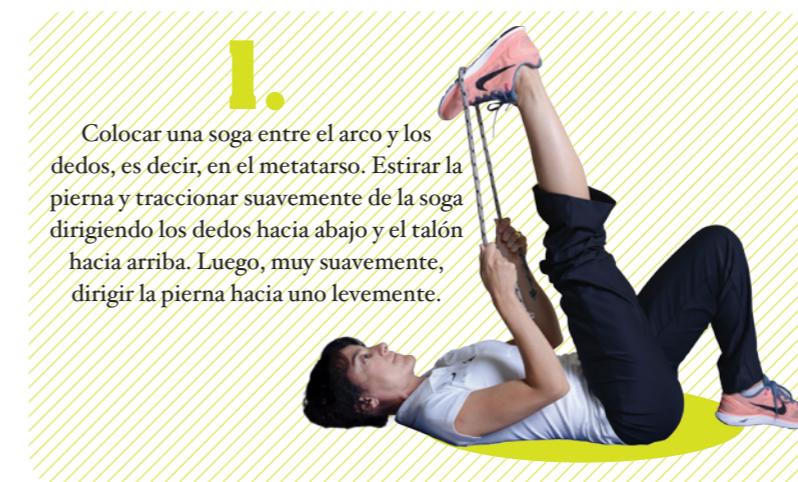 1.
Colocar una soga entre el arco y los
dedos, es decir, en el metatarso. Estirar la
pierna y traccionar suavemente de la soga
dirigiendo los dedos hacia abajo y el talón
hacia arriba. Luego, muy suavemente,
dirigir la pierna hacia uno levemente.